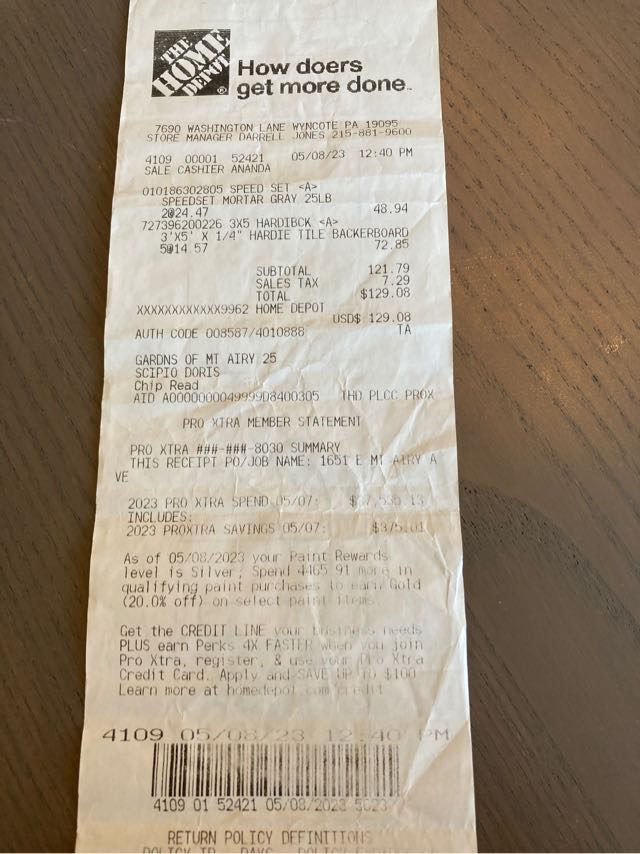 THE
HOME
DEPOT
How doers
get more done.
7690 WASHINGTON LANE WYNCOTE PA 19095
STORE MANAGER DARRELL JONES 215-881-9600
4109 00001 52421 05/08/23 12:40 PM
SALE CASHIER ANANDA
010186302805 SPEED SET <A>
SPEEDSET MORTAR GRAY 25LB
2@24.47 48.94
727396200226 3X5 HARDIBCK <A>
3'X5' X 1/4" HARDIE TILE BACKERBOARD
5@14.57 72.85
SUBTOTAL 121.79
SALES TAX 7.29
TOTAL $129.08
XXXXXXXXXXXX9962 HOME DEPOT
USD$ 129.08
AUTH CODE 008587/4010888 TA
GARDNS OF MT AIRY 25
SCIPIO DORIS
Chip Read
AID A0000000049999D8400305 THD PLCC PROX
PRO XTRA MEMBER STATEMENT
PRO XTRA ###-###-8030 SUMMARY
THIS RECEIPT PO/JOB NAME: 1651 E MT AIRY A
VE
2023 PRO XTRA SPEND 05/07:
INCLUDES:
2023 PROXTRA SAVINGS 05/07: $375.01
As of 05/08/2023 your Paint Rewards
level is Silver; Spend 4465.91 more in
qualifying paint purchases to earn Gold
(20.0% off) on select paint items.
Get the CREDIT LINE your business needs
PLUS earn Perks 4X FASTER when you join
Pro Xtra, register, & use your Pro Xtra
Credit Card. Apply and SAVE UP TO $100
Learn more at homedepot.com/credit
4109 05/08/23 12:40 PM
4109 01 52421 05/08/2023
RETURN POLICY DEFINITIONS
POLICY ID DAYS